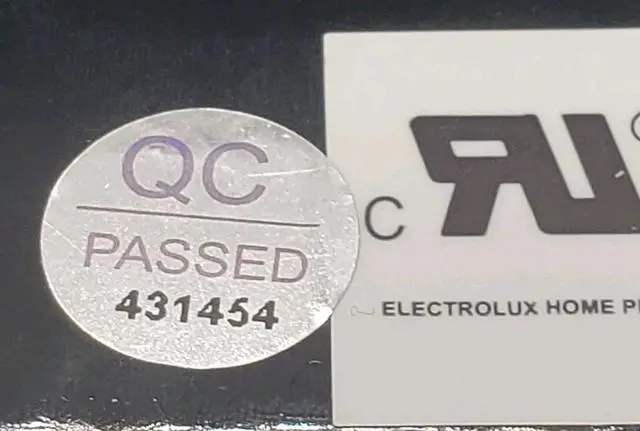 QC
PASSED
431454
C
ELECTROLUX HOME